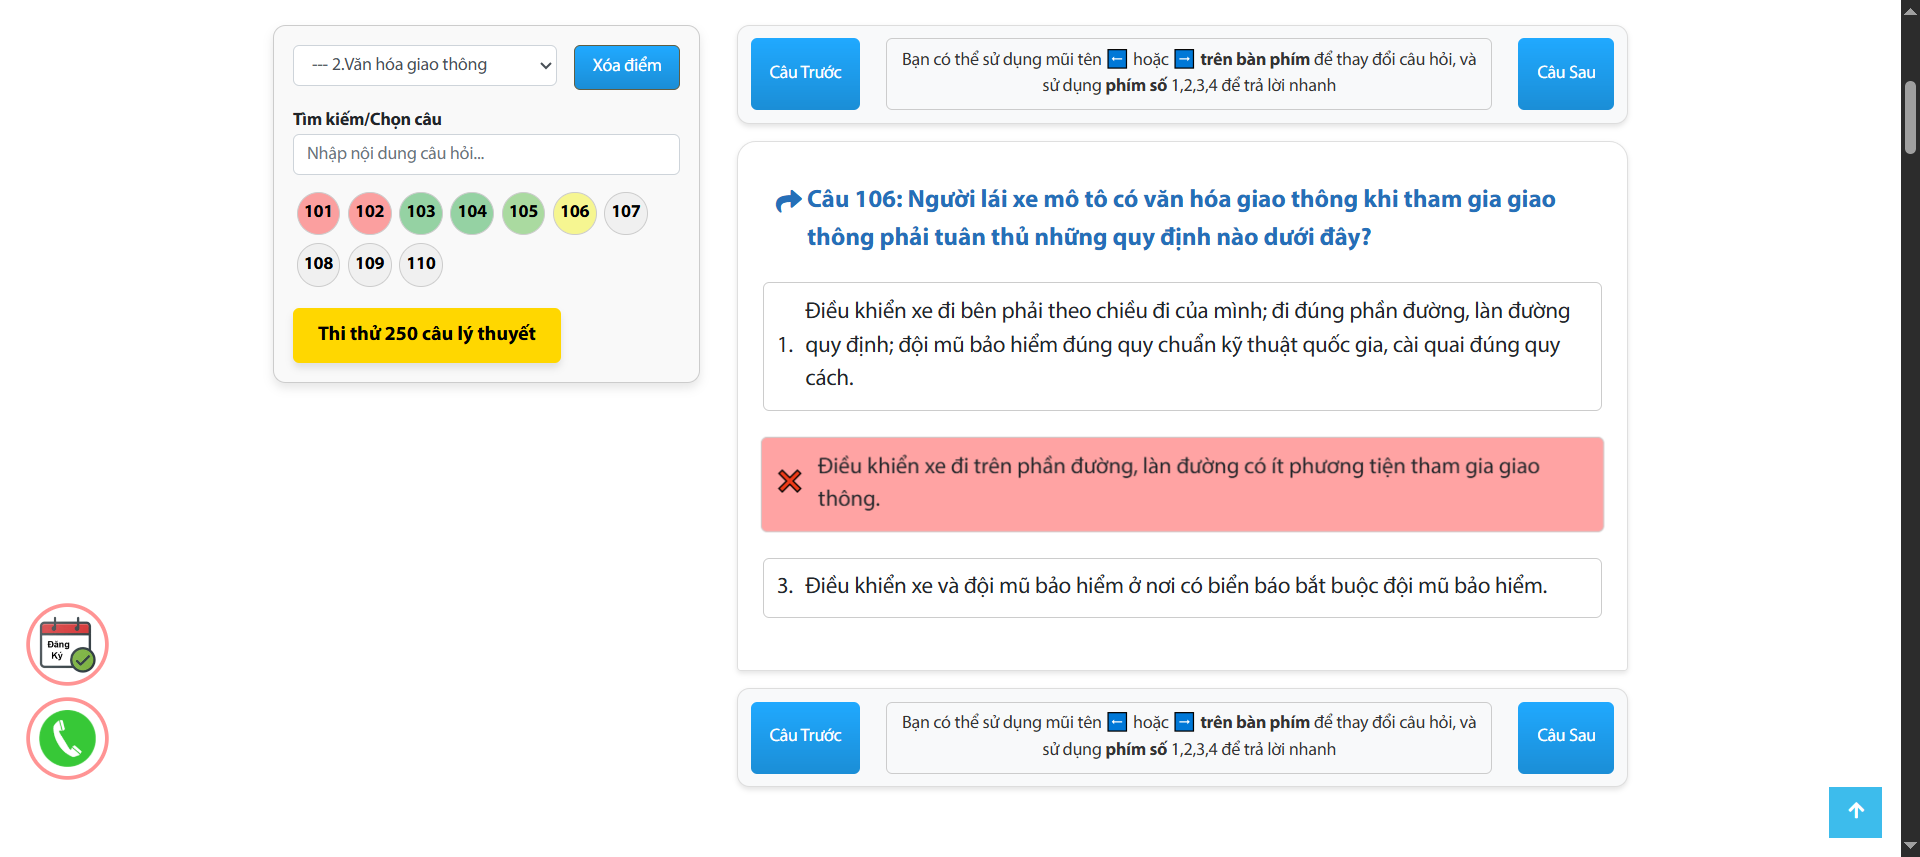 --- 2.Văn hóa giao thông
Xóa điểm
Tìm kiếm/Chọn câu
Nhập nội dung câu hỏi...
101 102 103 104 105 106 107
108 109 110
Thi thử 250 câu lý thuyết
Đăng
Ký
Câu Trước
Bạn có thể sử dụng mũi tên ← hoặc → trên bàn phím để thay đổi câu hỏi, và
sử dụng phím số 1,2,3,4 để trả lời nhanh
Câu Sau
Câu 106: Người lái xe mô tô có văn hóa giao thông khi tham gia giao
thông phải tuân thủ những quy định nào dưới đây?
Điều khiển xe đi bên phải theo chiều đi của mình; đi đúng phần đường, làn đường
1. quy định; đội mũ bảo hiểm đúng quy chuẩn kỹ thuật quốc gia, cài quai đúng quy
cách.
Điều khiển xe đi trên phần đường, làn đường có ít phương tiện tham gia giao
thông.
3. Điều khiển xe và đội mũ bảo hiểm ở nơi có biển báo bắt buộc đội mũ bảo hiểm.
Câu Trước
Bạn có thể sử dụng mũi tên ← hoặc → trên bàn phím để thay đổi câu hỏi, và
sử dụng phím số 1,2,3,4 để trả lời nhanh
Câu Sau